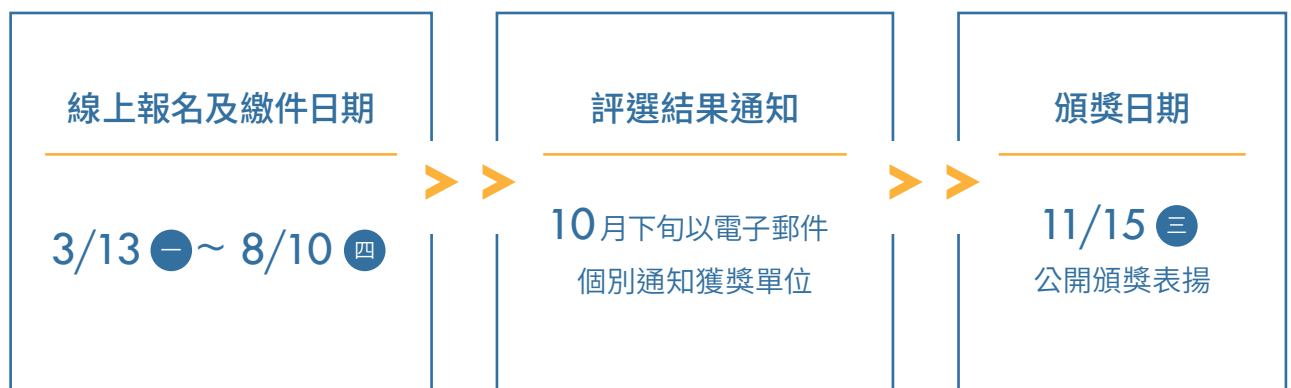 線上報名及繳件日期
3/13 一 ~ 8/10 四
評選結果通知
10月下旬以電子郵件
個別通知獲獎單位
頒獎日期
11/15 三
公開頒獎表揚